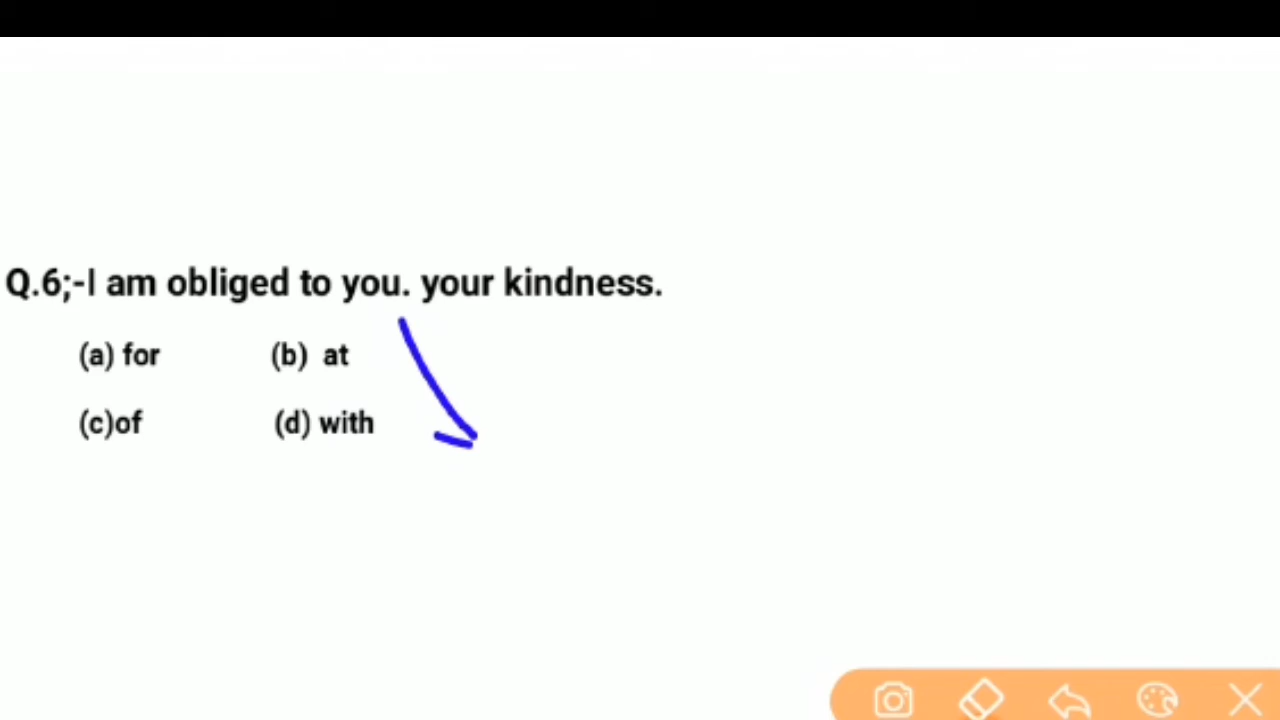 Q.6;-I am obliged to you. your kindness.
(a) for (b) at
(c)of (d) with